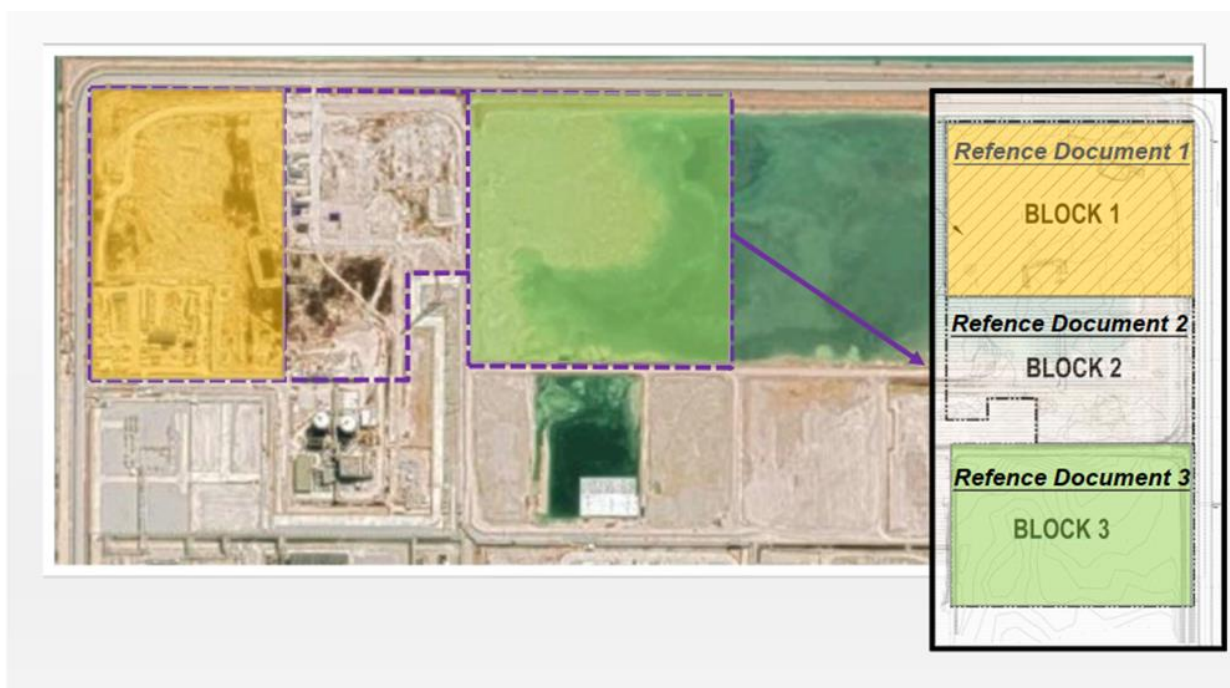 Refence Document 1
BLOCK 1
Refence Document 2
BLOCK 2
Refence Document 3
BLOCK 3